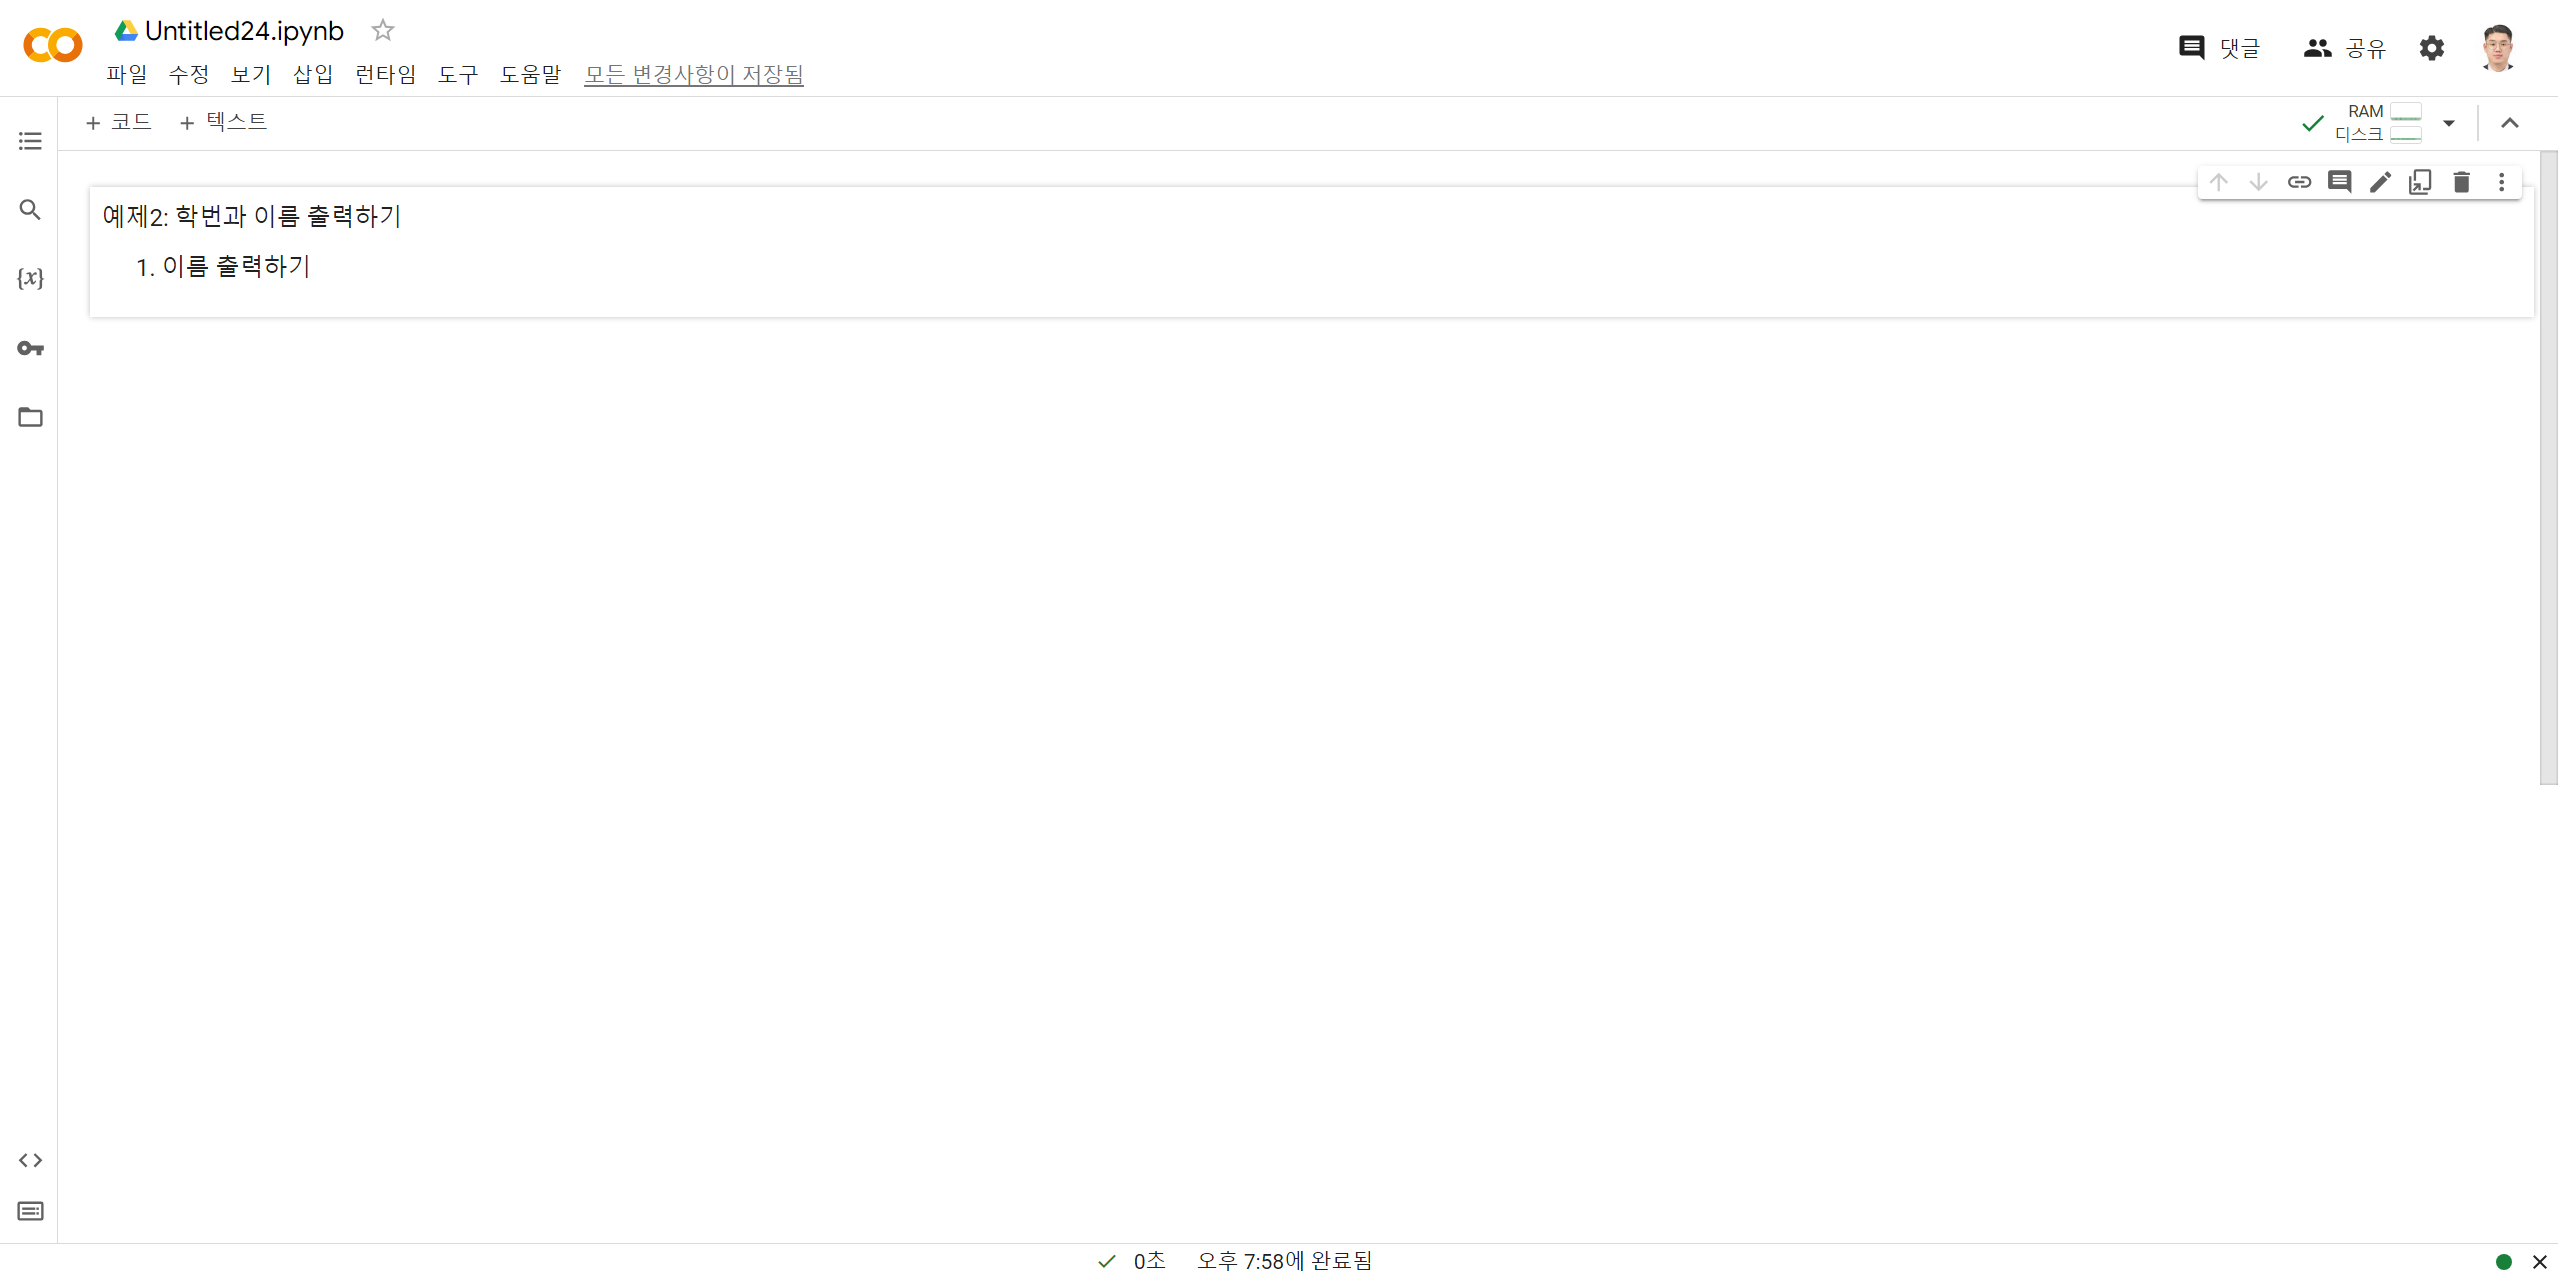 Untitled24.ipynb
파일 수정 보기 삽입 런타임 도구 도움말 모든 변경사항이 저장됨
댓글 공유
+ 코드 + 텍스트
RAM
디스크
예제2: 학번과 이름 출력하기
1. 이름 출력하기
{x}
0초 오후 7:58에 완료됨